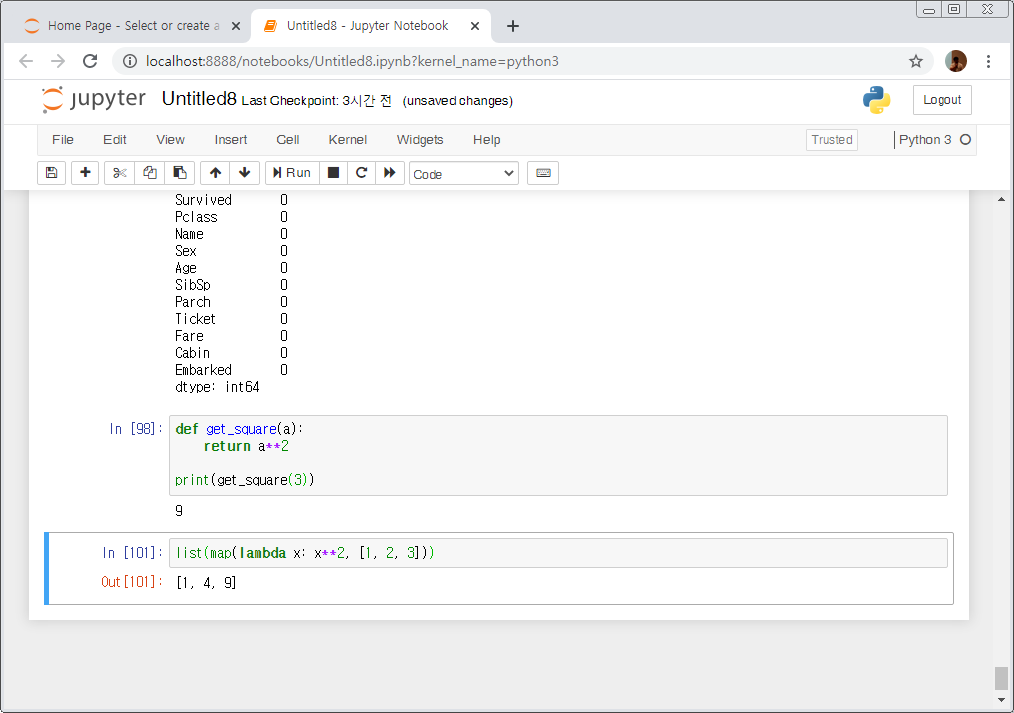 Home Page - Select or create a
Untitled8 - Jupyter Notebook
localhost:8888/notebooks/Untitled8.ipynb?kernel_name=python3
jupyter Untitled8 Last Checkpoint: 3시간 전 (unsaved changes)
Logout
File Edit View Insert Cell Kernel Widgets Help
Trusted
Python 3
Run
Code
Survived 0
Pclass 0
Name 0
Sex 0
Age 0
SibSp 0
Parch 0
Ticket 0
Fare 0
Cabin 0
Embarked 0
dtype: int64
In [98]: def get_square(a):
return a**2
print(get_square(3))
9
In [101]: list(map(lambda x: x**2, [1, 2, 3]))
Out[101]: [1, 4, 9]